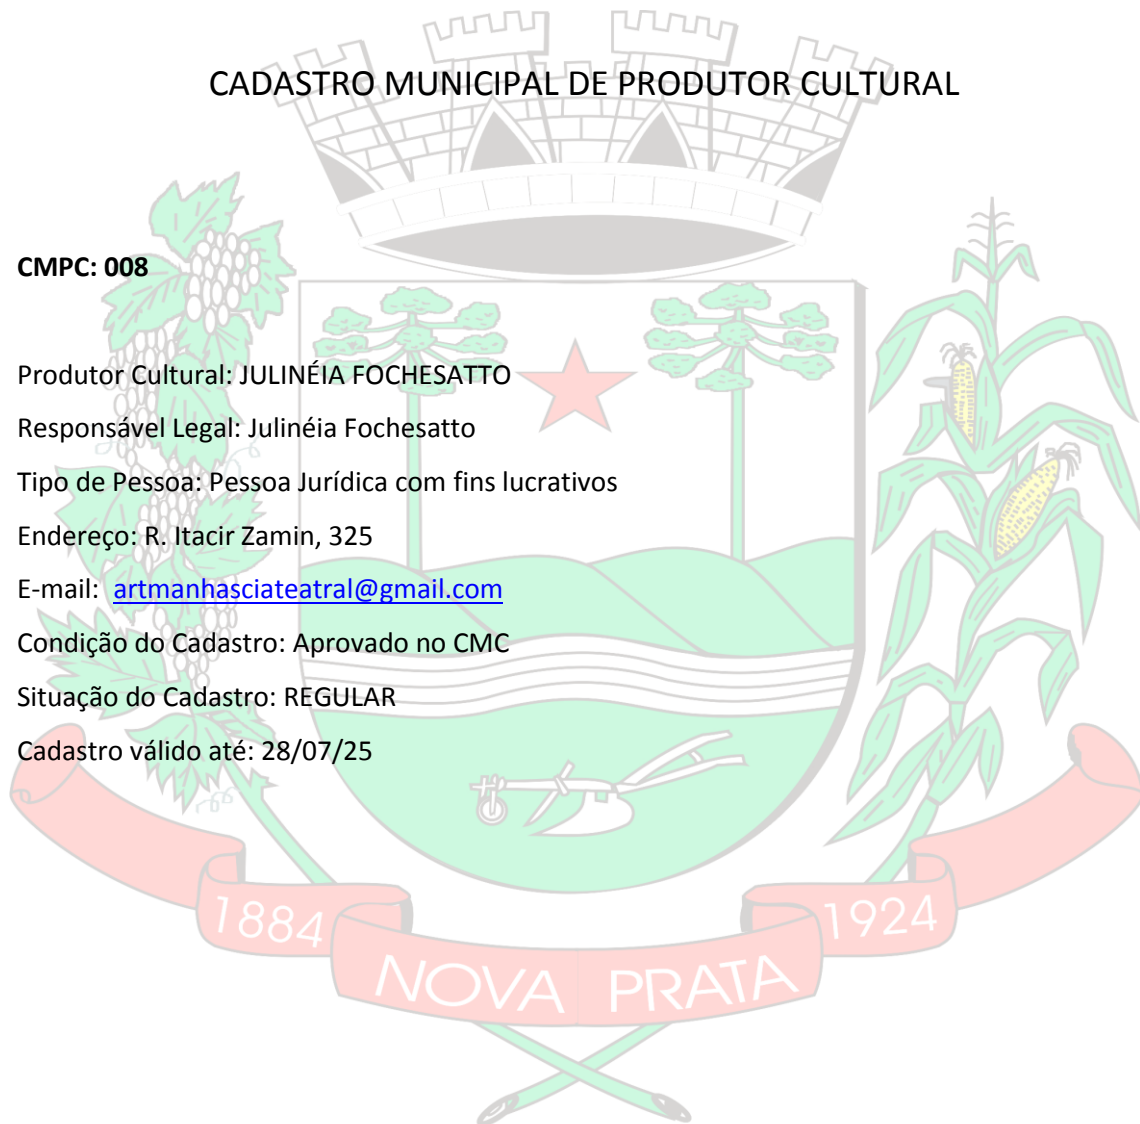 CADASTRO MUNICIPAL DE PRODUTOR CULTURAL
CMPC: 008
Produtor Cultural: JULINÉIA FOCHESATTO
Responsável Legal: Julinéia Fochesatto
Tipo de Pessoa: Pessoa Jurídica com fins lucrativos
Endereço: R. Itacir Zamin, 325
E-mail: artmanhasciateatral@gmail.com
Condição do Cadastro: Aprovado no CMC
Situação do Cadastro: REGULAR
Cadastro válido até: 28/07/25
1884 1924
NOVA PRATA